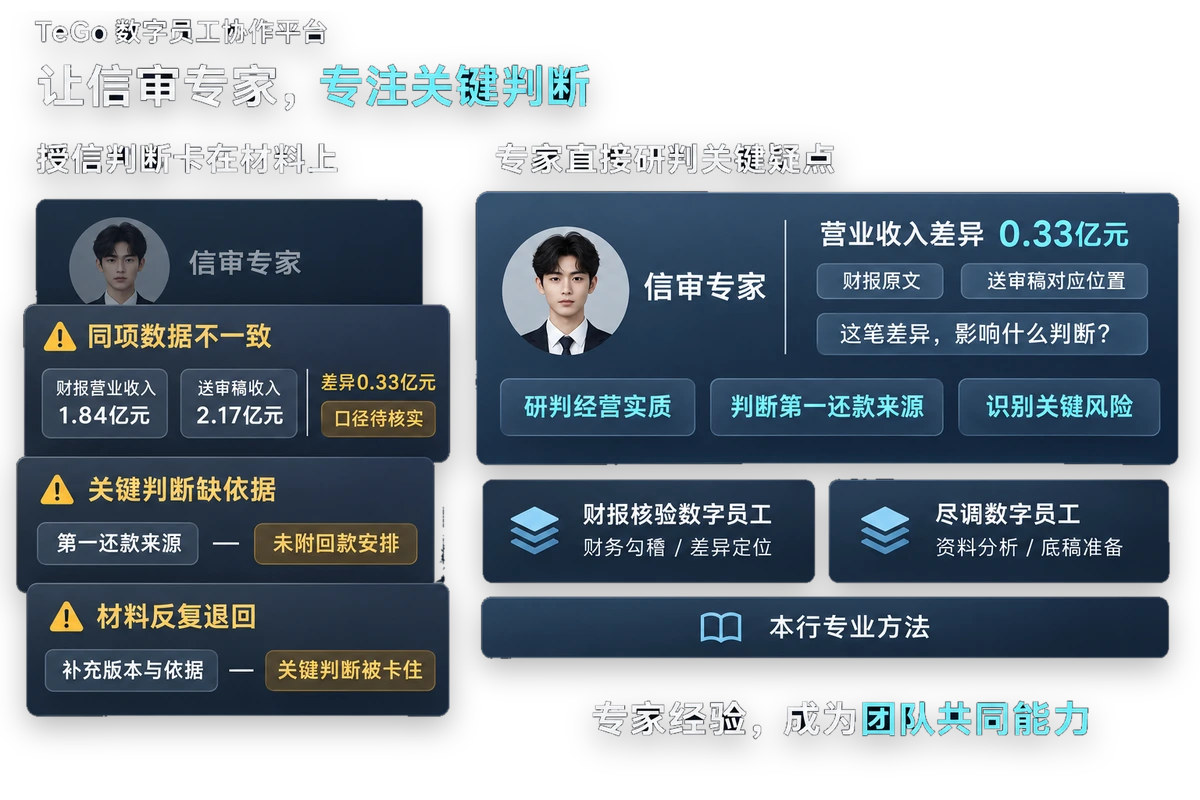 TeGo 数字员工协作平台
让信审专家，专注关键判断
授信判断卡在材料上
信审专家
同项数据不一致
财报营业收入
1.84亿元
送审稿收入
2.17亿元
差异0.33亿元
口径待核实
关键判断缺依据
第一还款来源 — 未附回款安排
材料反复退回
补充版本与依据 — 关键判断被卡住
专家直接研判关键疑点
信审专家
营业收入差异 0.33亿元
财报原文 送审稿对应位置
这笔差异，影响什么判断？
研判经营实质 判断第一还款来源 识别关键风险
财报核验数字员工
财务勾稽 / 差异定位
尽调数字员工
资料分析 / 底稿准备
本行专业方法
专家经验，成为团队共同能力